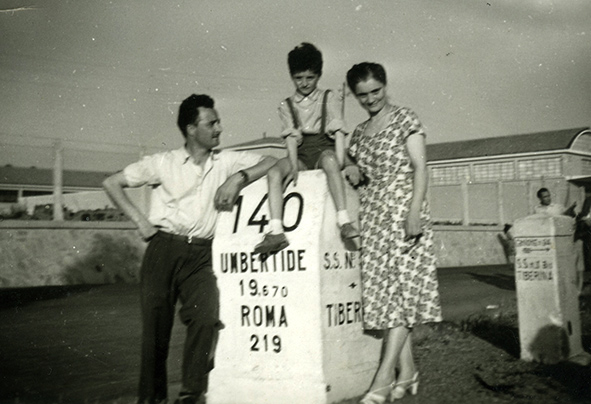 140
UMBERTIDE
19.670
ROMA
219
S.S. N.
TIBER
S.S. N.3 Bis
TIBERINA